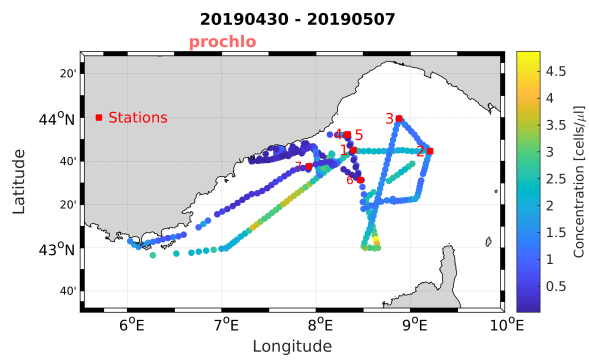 20190430 - 20190507
prochlo
20'
44°N
40'
20'
43°N
40'
Latitude
Stations
1
2
3
4
5
6
7
6°E
7°E
8°E
9°E
10°E
Longitude
4.5
4
3.5
3
2.5
2
1.5
1
0.5
Concentration [cells/µl]